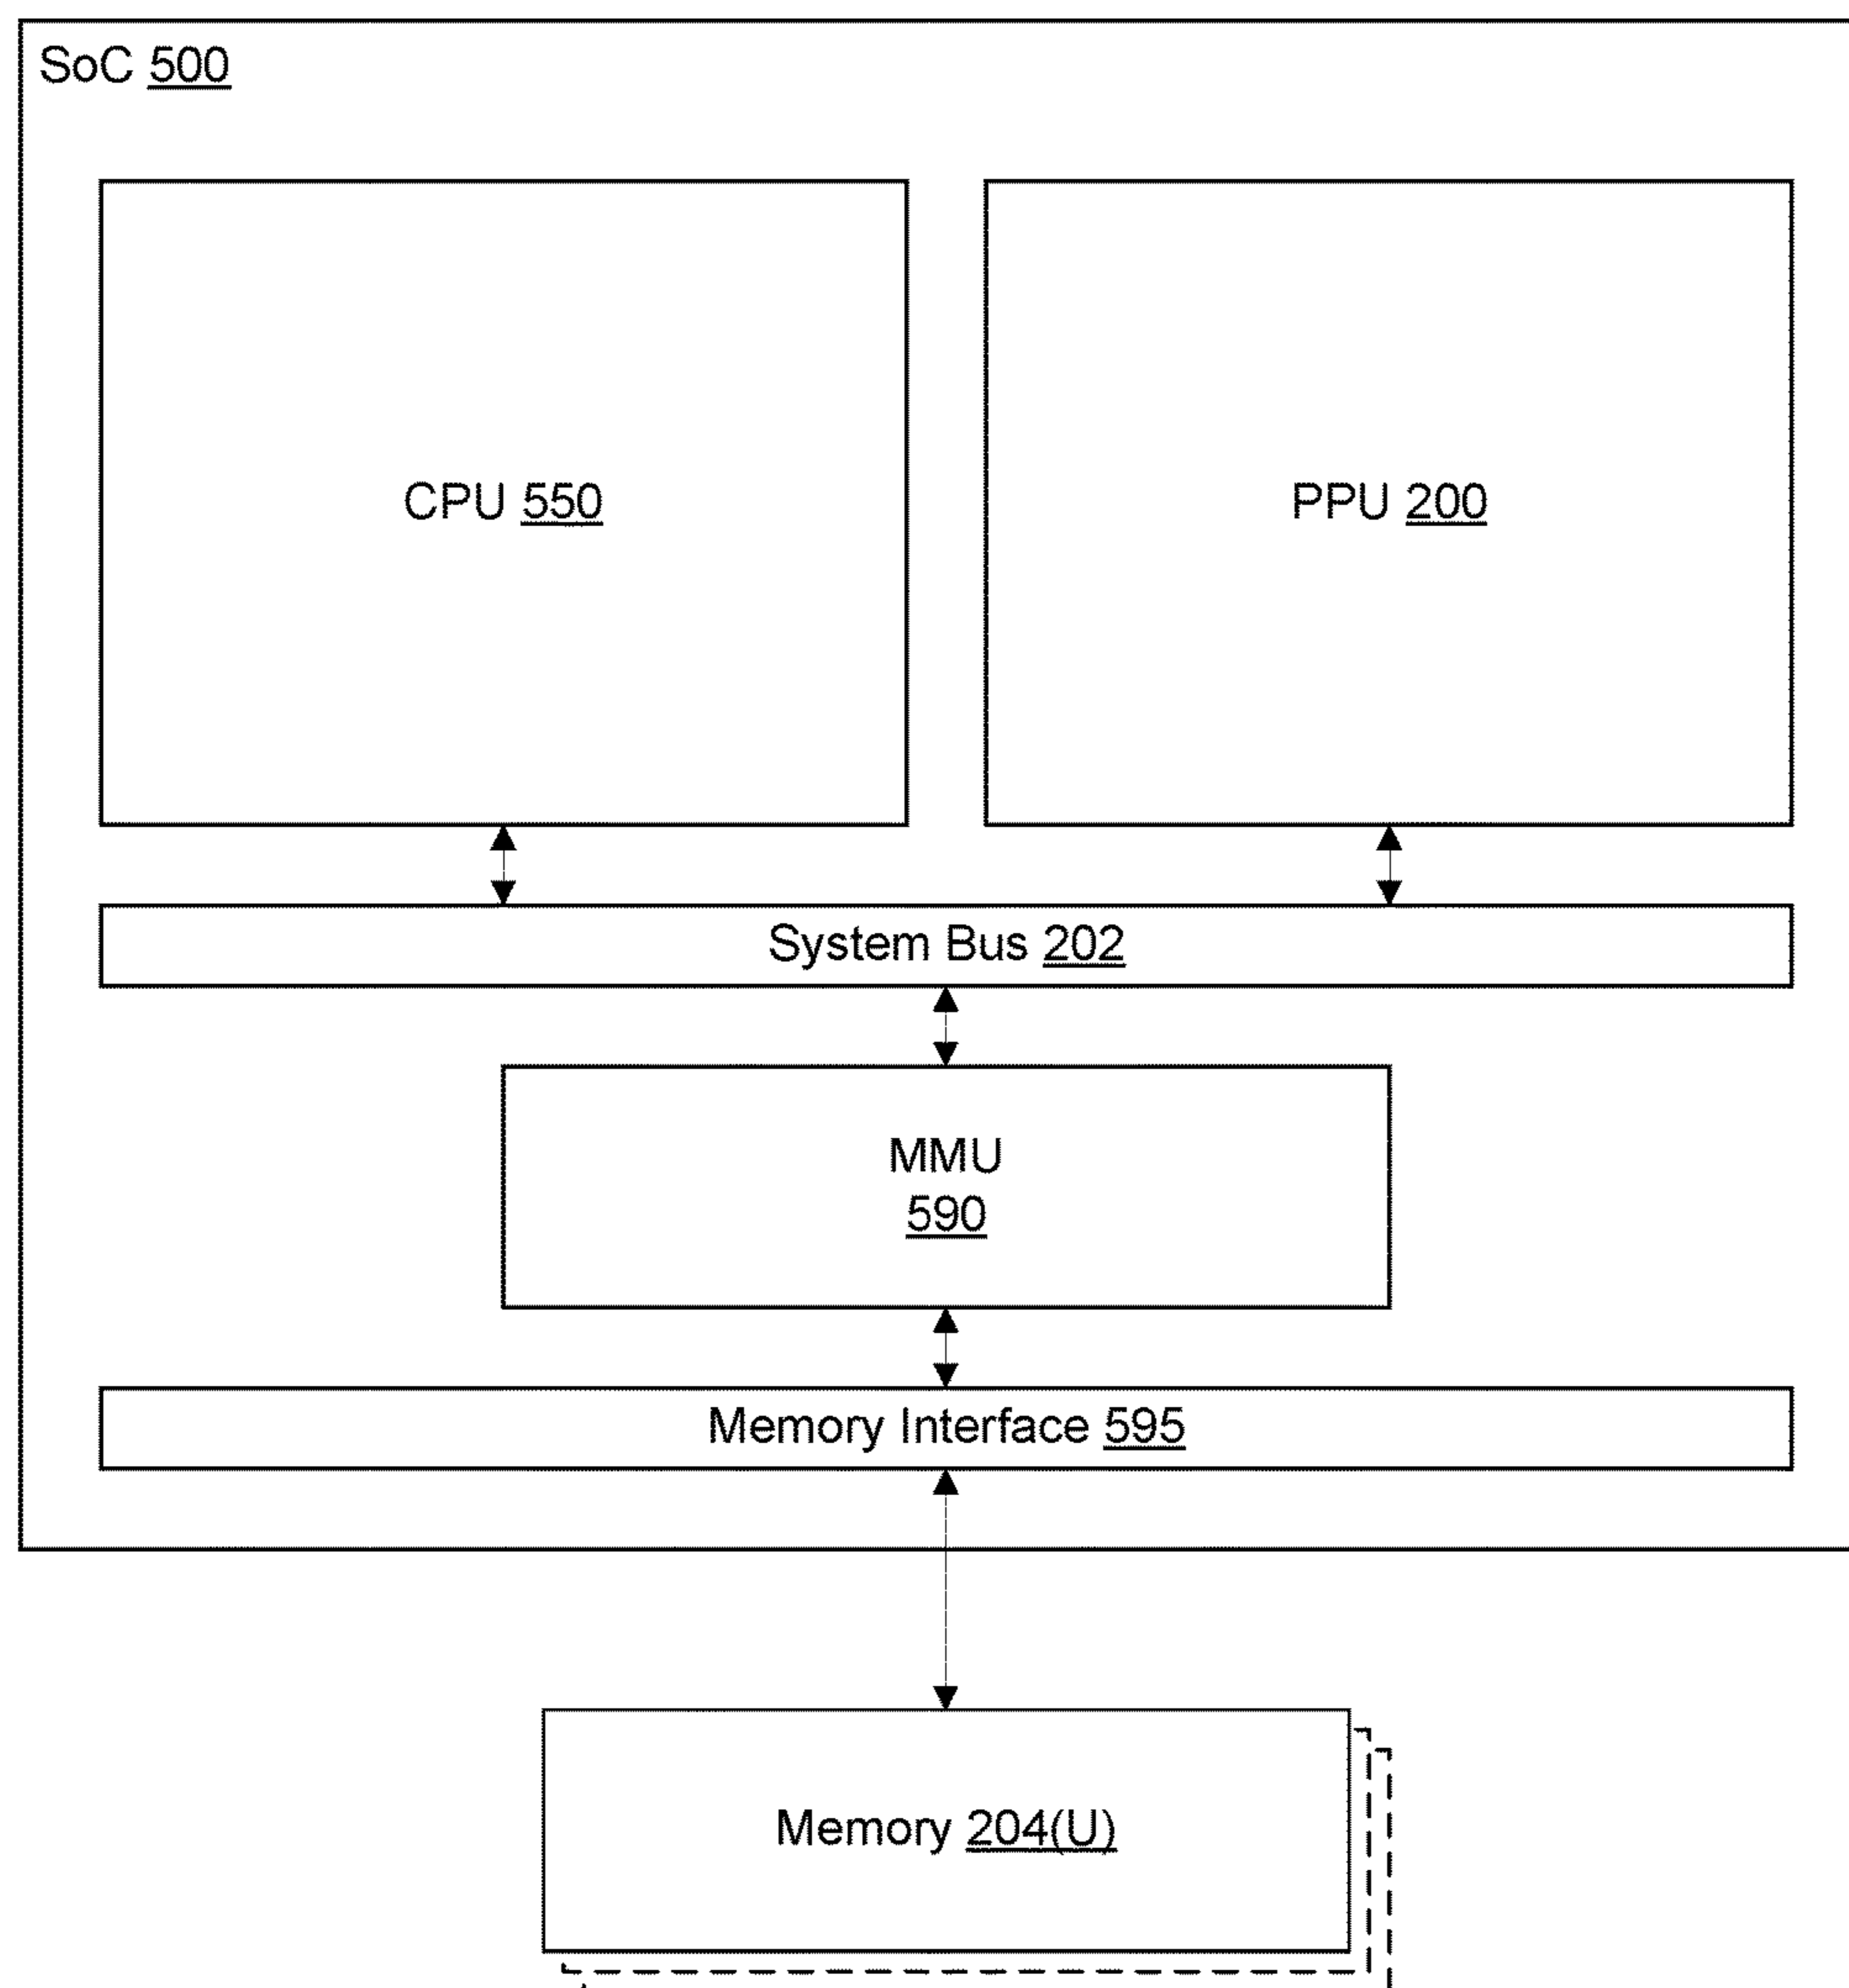 SoC 500
CPU 550
PPU 200
System Bus 202
MMU
590
Memory Interface 595
Memory 204(U)